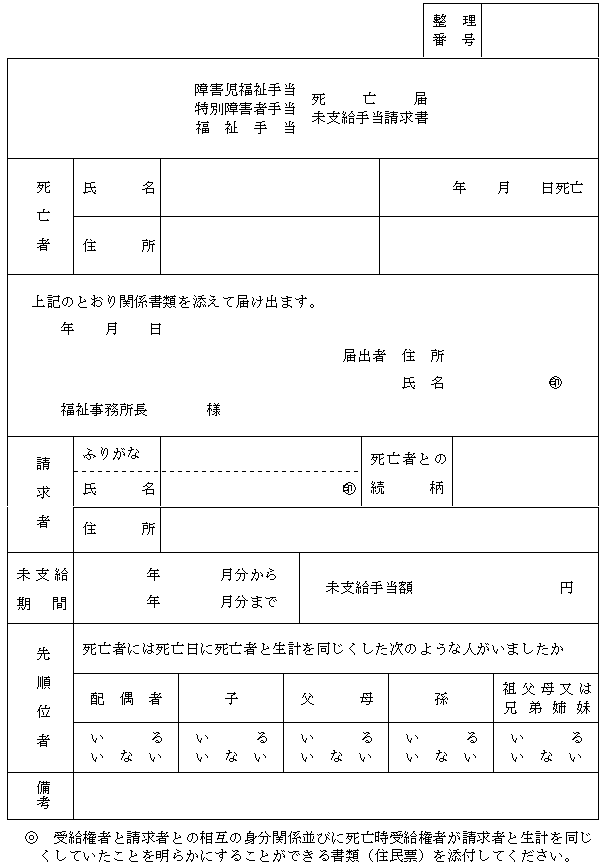 整理
番号
障害児福祉手当
特別障害者手当
福祉手当
死亡届
未支給手当請求書
死亡者
氏名
年 月 日死亡
住所
上記のとおり関係書類を添えて届け出ます。
年 月 日
届出者 住所
氏名 ㊞
福祉事務所長 様
請求者
ふりがな
氏名 ㊞
死亡者との
続柄
住所
未支給
期間
年 月分から
年 月分まで
未支給手当額 円
先順位者
死亡者には死亡日に死亡者と生計を同じくした次のような人がいましたか
配偶者 子 父母 孫 祖父母又は
兄弟姉妹
いる いる いる いる いる
いない いない いない いない いない
備考
◎ 受給権者と請求者との相互の身分関係並びに死亡時受給権者が請求者と生計を同じ
くしていたことを明らかにすることができる書類（住民票）を添付してください。